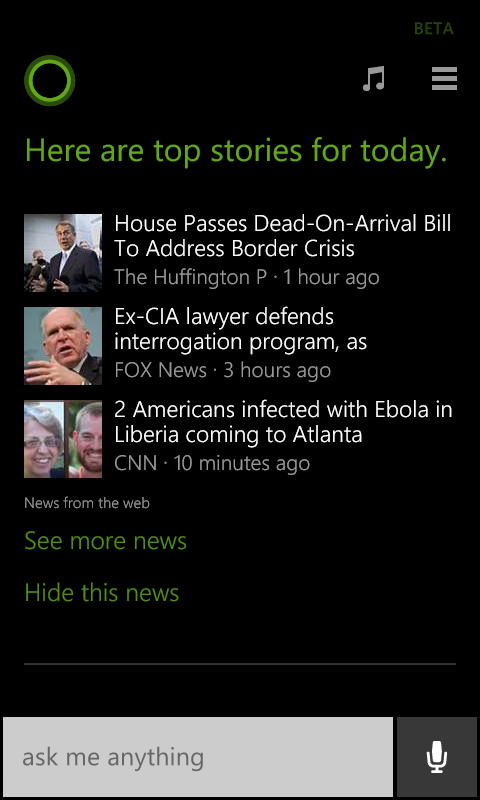 BETA
Here are top stories for today.
House Passes Dead-On-Arrival Bill
To Address Border Crisis
The Huffington P · 1 hour ago
Ex-CIA lawyer defends
interrogation program, as
FOX News · 3 hours ago
2 Americans infected with Ebola in
Liberia coming to Atlanta
CNN · 10 minutes ago
News from the web
See more news
Hide this news
ask me anything